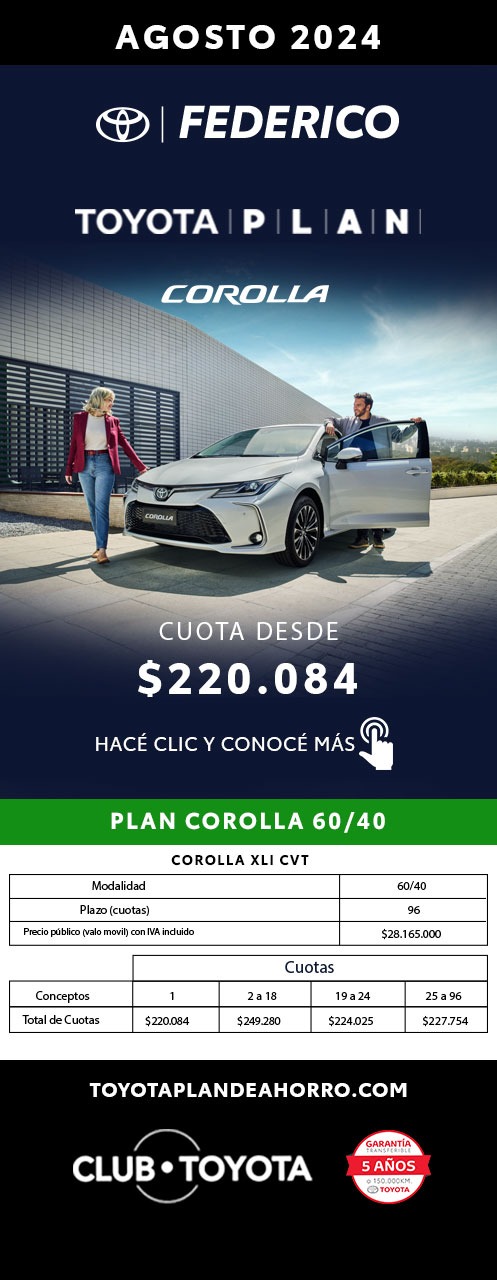 AGOSTO 2024
FEDERICO
TOYOTA PLAN
COROLLA
COROLLA
CUOTA DESDE
$220.084
HACÉ CLIC Y CONOCÉ MÁS
PLAN COROLLA 60/40
COROLLA XLI CVT
Modalidad 60/40
Plazo (cuotas) 96
Precio público (valo movil) con IVA incluido $28.165.000
Cuotas
Conceptos 1 2 a 18 19 a 24 25 a 96
Total de Cuotas $220.084 $249.280 $224.025 $227.754
TOYOTAPLANDEAHORRO.COM
CLUB • TOYOTA
GARANTÍA
TRANSFERIBLE
5 AÑOS
o 150.000KM.
TOYOTA